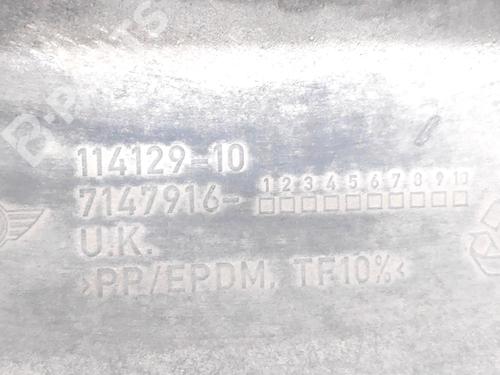 B-PARTS
114129-10
7147916- 1 2 3 4 5 6 7 8 9 10
U.K.
>PP/EPDM, TF10%<